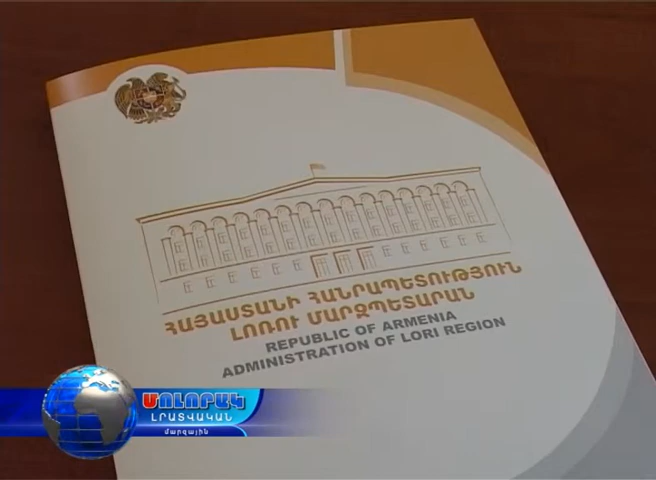 ՀԱՅԱՍՏԱՆԻ ՀԱՆՐԱՊԵՏՈՒԹՅՈՒՆ
ԼՈՌՈՒ ՄԱՐԶՊԵՏԱՐԱՆ
REPUBLIC OF ARMENIA
ADMINISTRATION OF LORI REGION
ՄՈԼՈՐԱԿ
ԼՐԱՏՎԱԿԱՆ
մարզային